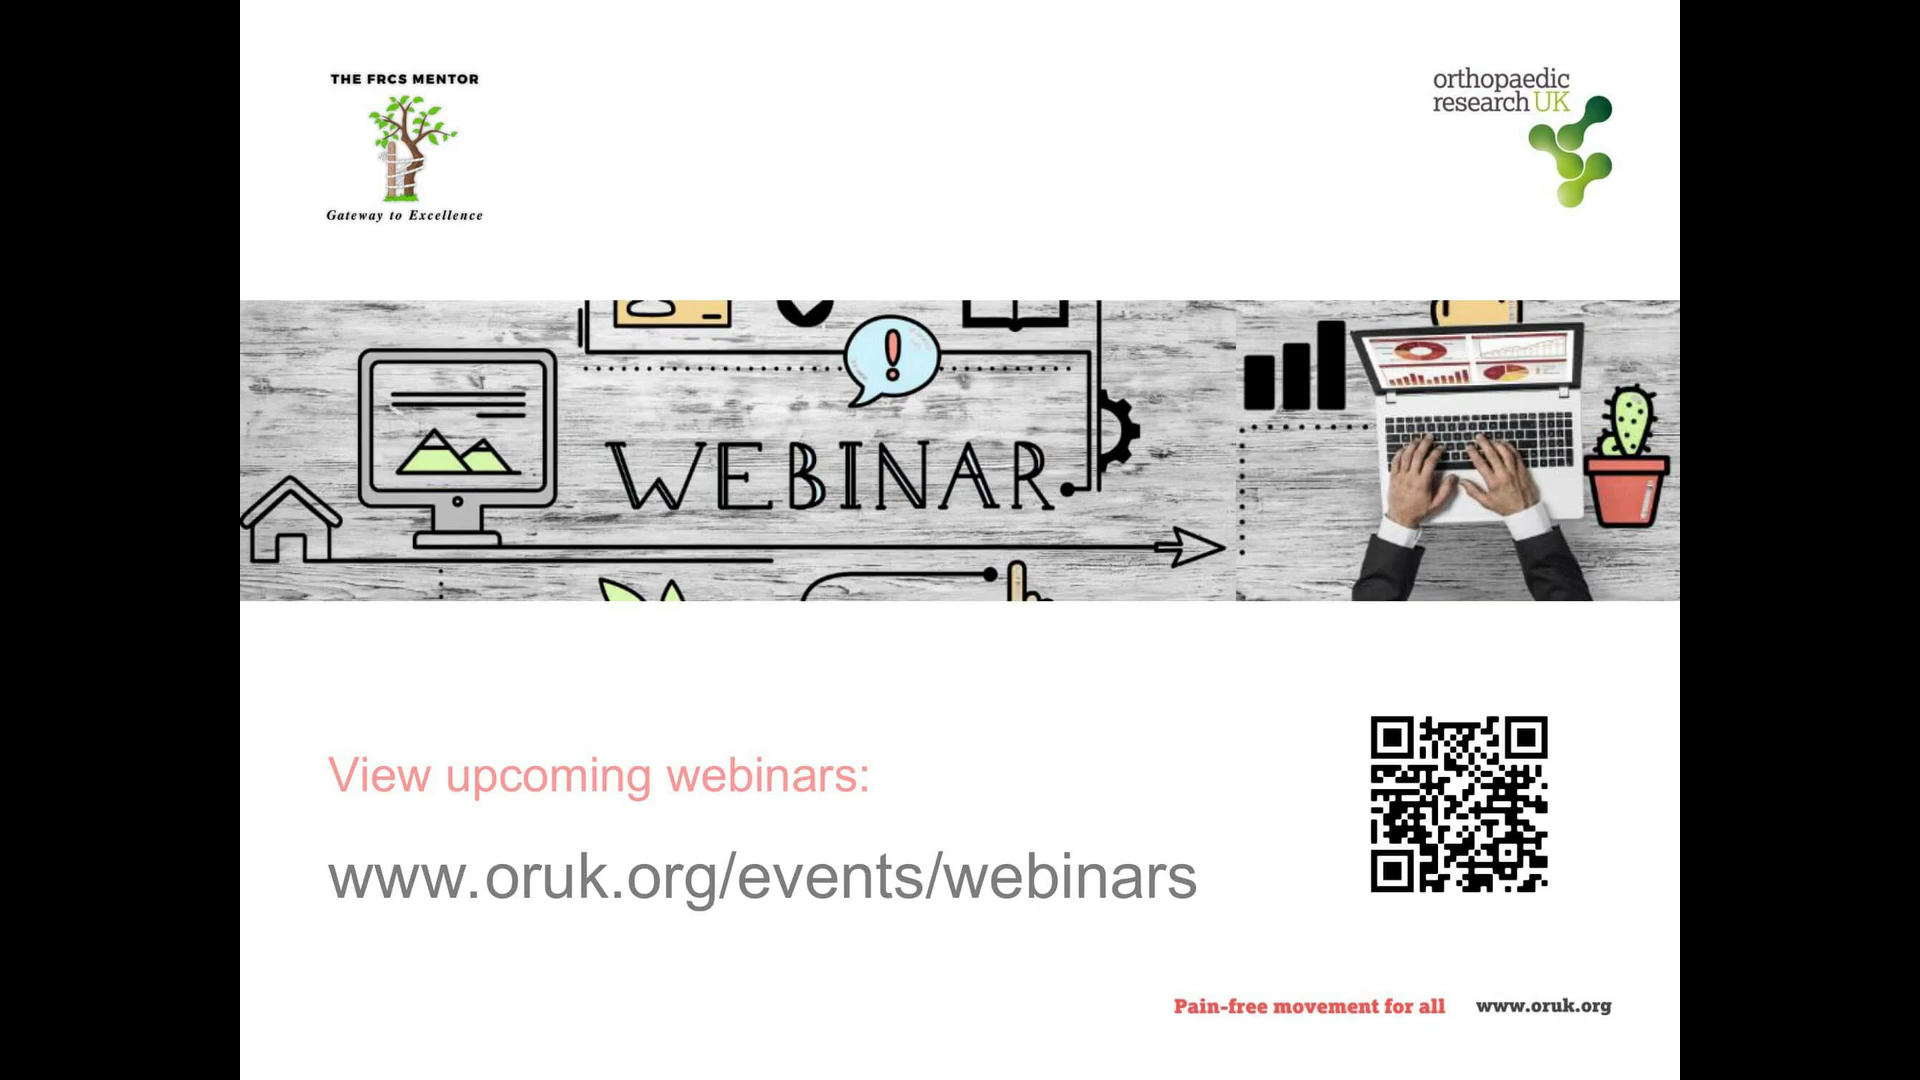 THE FRCS MENTOR
Gateway to Excellence
orthopaedic
research UK
WEBINAR
View upcoming webinars:
www.oruk.org/events/webinars
Pain-free movement for all www.oruk.org